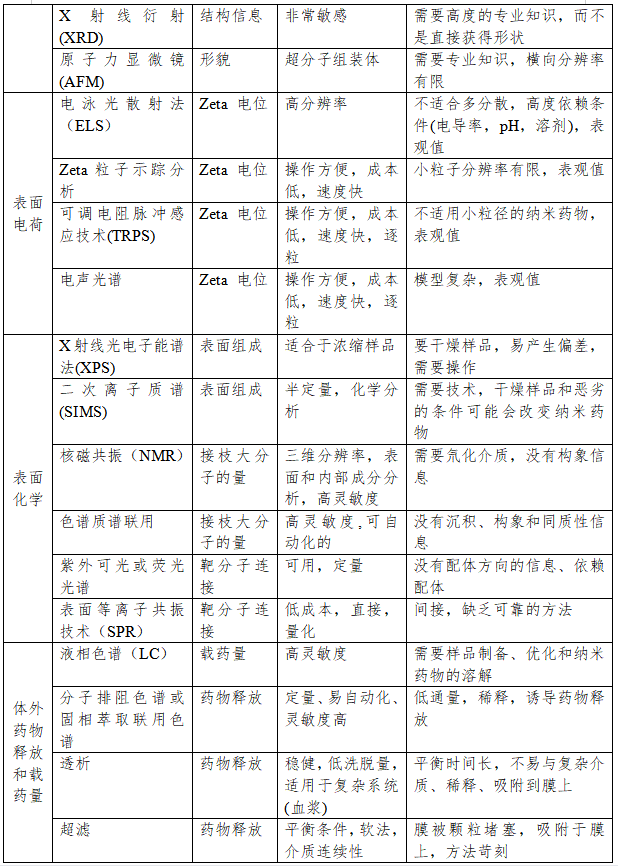 X 射线衍射 (XRD)
结构信息
非常敏感
需要高度的专业知识，而不
是直接获得形状
原子力显微镜
(AFM)
形貌
超分子组装体
需要专业知识，横向分辨率
有限
表面
电荷
电泳光散射法
（ELS）
Zeta 电位
高分辨率
不适合多分散，高度依赖条
件(电导率，pH，溶剂)，表
观值
Zeta 粒子示踪分
析
Zeta 电位
操作方便，成本
低，速度快
小粒子分辨率有限，表观值
可调电阻脉冲感
应技术(TRPS)
Zeta 电位
操作方便，成本
低，速度快，逐
粒
不适用小粒径的纳米药物，
表观值
电声光谱
Zeta 电位
操作方便，成本
低，速度快，逐
粒
模型复杂，表观值
表面
化学
X 射线光电子能谱
法(XPS)
表面组成
适合于浓缩样品
要干燥样品，易产生偏差，
需要操作
二次离子质谱
(SIMS)
表面组成
半定量，化学分
析
需要技术，干燥样品和恶劣
的条件可能会改变纳米药
物
核磁共振（NMR）
接枝大分
子的量
三维分辨率，表
面和内部成分分
析，高灵敏度
需要氘化介质，没有构象信
息
色谱质谱联用
接枝大分
子的量
高灵敏度,可自
动化的
没有沉积、构象和同质性信
息
紫外可光或荧光
光谱
靶分子连
接
可用，定量
没有配体方向的信息、依赖
配体
表面等离子共振
技术（SPR）
靶分子连
接
低成本，直接，
量化
间接，缺乏可靠的方法
体外
药物
释放
和载
药量
液相色谱（LC）
载药量
高灵敏度
需要样品制备、优化和纳米
药物的溶解
分子排阻色谱或
固相萃取联用色
谱
药物释放
定量、易自动化、
灵敏度高
低通量，稀释，诱导药物释
放
透析
药物释放
稳健，低洗脱量，
适用于复杂系统
(血浆)
平衡时间长，不易与复杂介
质、稀释、吸附到膜上
超滤
药物释放
平衡条件，软法，
介质连续性
膜被颗粒堵塞，吸附于膜
上，方法苛刻